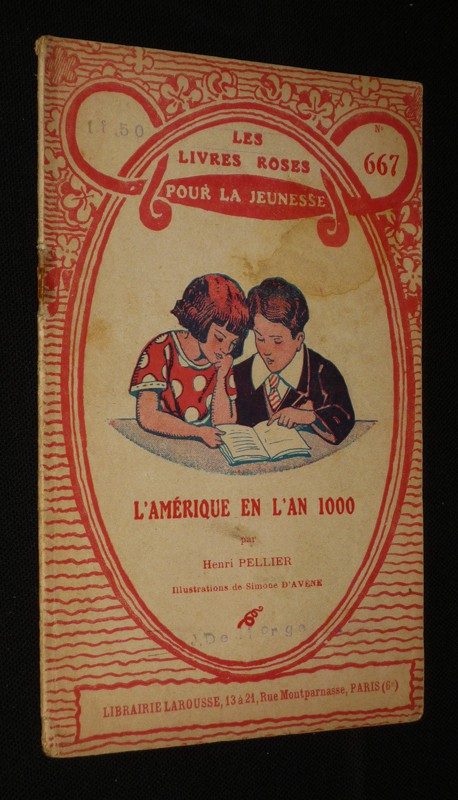 11.50
LES
LIVRES ROSES
POUR LA JEUNESSE
N°
667
L'AMÉRIQUE EN L'AN 1000
par
Henri PELLIER
Illustrations de Simone D'AVÈNE
LIBRAIRIE LAROUSSE, 13 à 21, Rue Montparnasse, PARIS (6e)